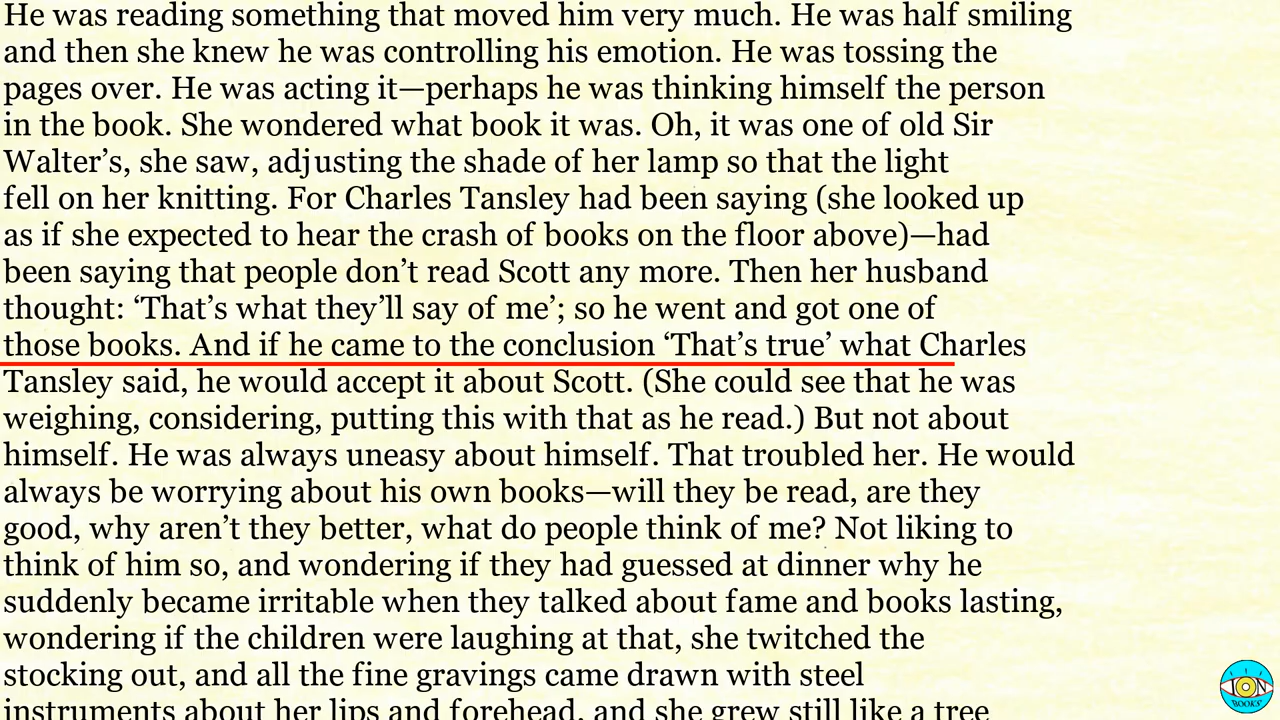 He was reading something that moved him very much. He was half smiling
and then she knew he was controlling his emotion. He was tossing the
pages over. He was acting it—perhaps he was thinking himself the person
in the book. She wondered what book it was. Oh, it was one of old Sir
Walter’s, she saw, adjusting the shade of her lamp so that the light
fell on her knitting. For Charles Tansley had been saying (she looked up
as if she expected to hear the crash of books on the floor above)—had
been saying that people don’t read Scott any more. Then her husband
thought: ‘That’s what they’ll say of me’; so he went and got one of
those books. And if he came to the conclusion ‘That’s true’ what Charles
Tansley said, he would accept it about Scott. (She could see that he was
weighing, considering, putting this with that as he read.) But not about
himself. He was always uneasy about himself. That troubled her. He would
always be worrying about his own books—will they be read, are they
good, why aren’t they better, what do people think of me? Not liking to
think of him so, and wondering if they had guessed at dinner why he
suddenly became irritable when they talked about fame and books lasting,
wondering if the children were laughing at that, she twitched the
stocking out, and all the fine gravings came drawn with steel
instruments about her lips and forehead, and she grew still like a tree
ION
BOOKS